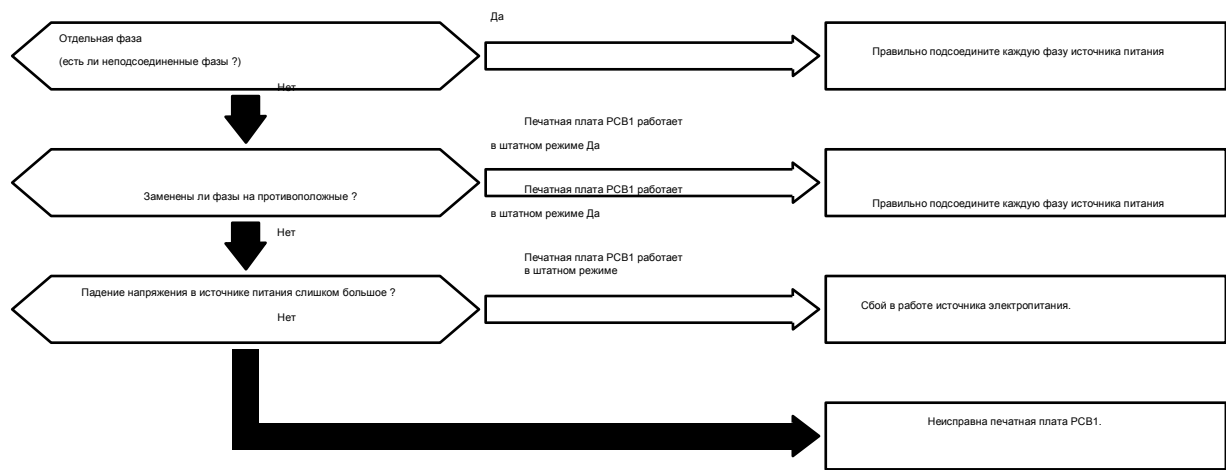 Да
Отдельная фаза
(есть ли неподсоединенные фазы ?)
Правильно подсоедините каждую фазу источника питания
Нет
Печатная плата PCB1 работает
в штатном режиме Да
Заменены ли фазы на противоположные ?
Печатная плата PCB1 работает
в штатном режиме Да
Правильно подсоедините каждую фазу источника питания
Нет
Печатная плата PCB1 работает
в штатном режиме
Падение напряжения в источнике питания слишком большое ?
Нет
Сбой в работе источника электропитания.
Неисправна печатная плата PCB1.